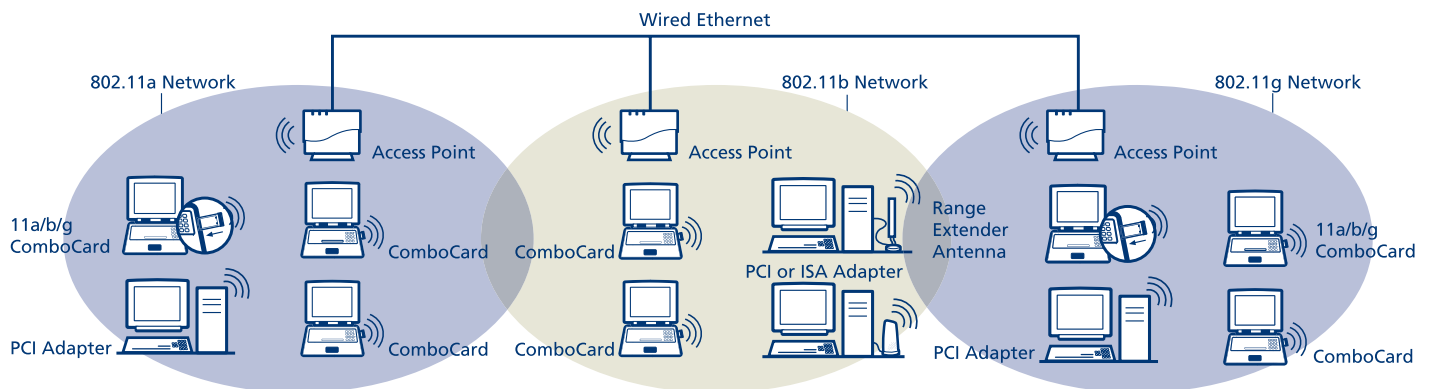 Wired Ethernet
802.11a Network
802.11b Network
802.11g Network
Access Point
Access Point
Access Point
11a/b/g
ComboCard
ComboCard
ComboCard
Range
Extender
Antenna
11a/b/g
ComboCard
PCI or ISA Adapter
PCI Adapter
ComboCard
ComboCard
PCI Adapter
ComboCard